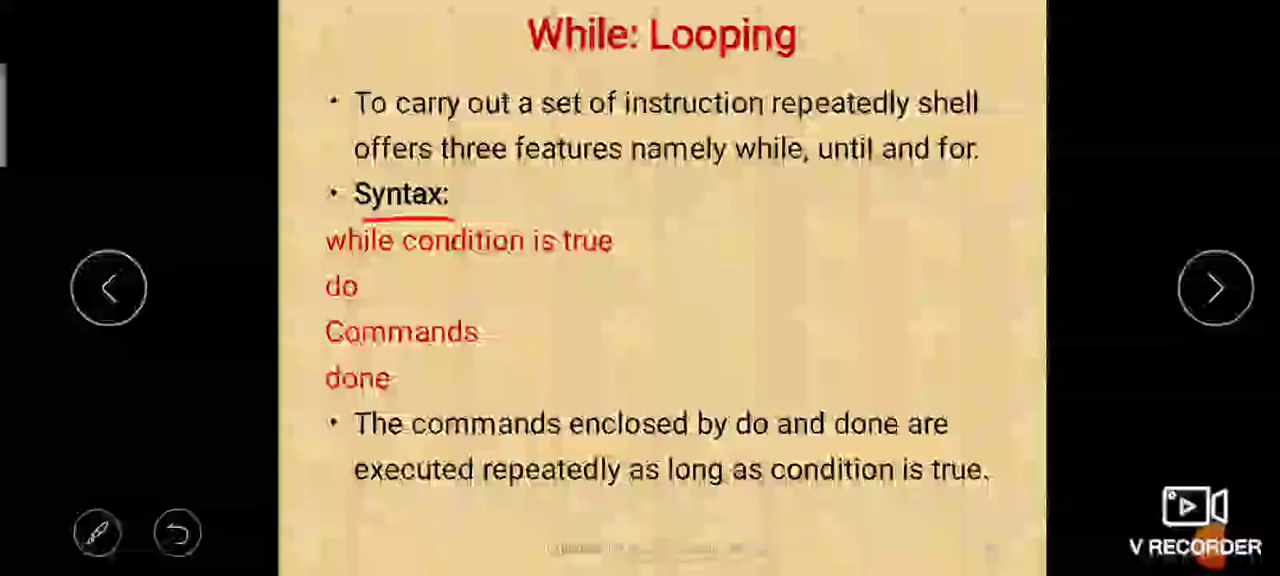 While: Looping
• To carry out a set of instruction repeatedly shell
offers three features namely while, until and for.
• Syntax:
while condition is true
do
Commands
done
• The commands enclosed by do and done are
executed repeatedly as long as condition is true.
V RECORDER